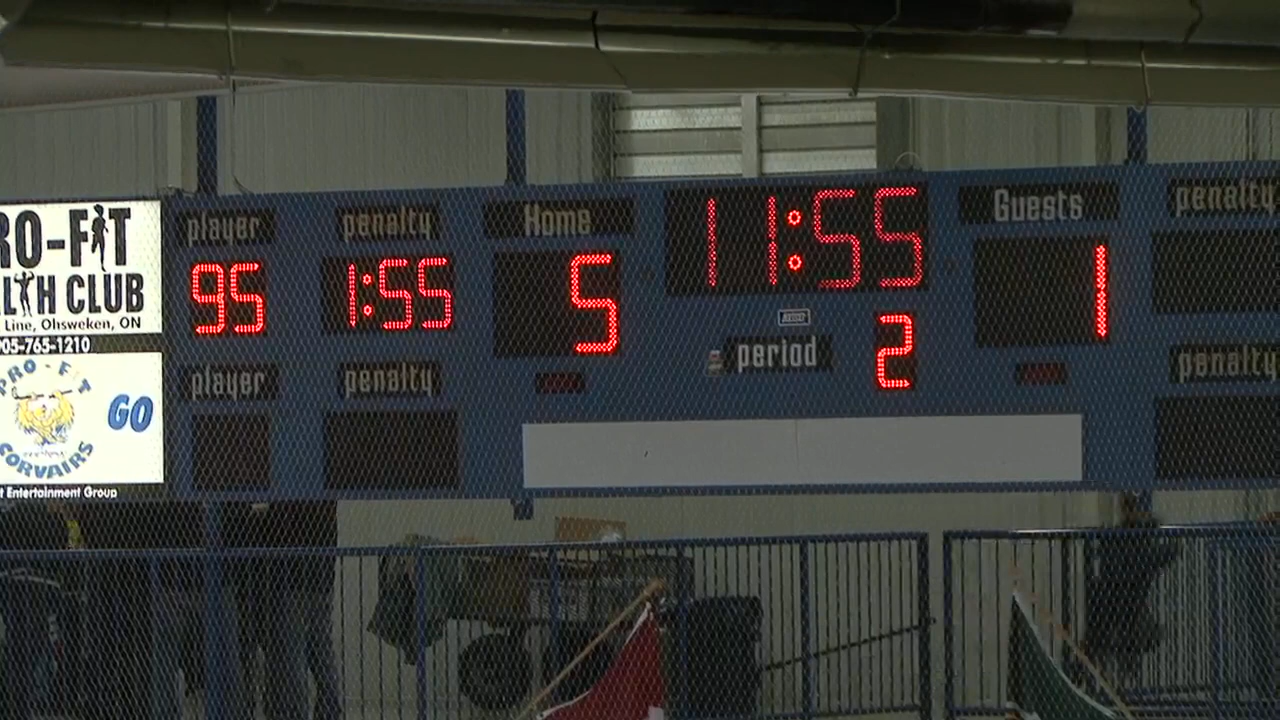 RO-FIT
LTH CLUB
Line, Ohsweken, ON
905-765-1210
PRO-FIT
GO
CORVAIRS
t Entertainment Group
player
penalty
Home
11:55
Guests
penalty
95
1:55
5
1
period
2
player
penalty
penalty